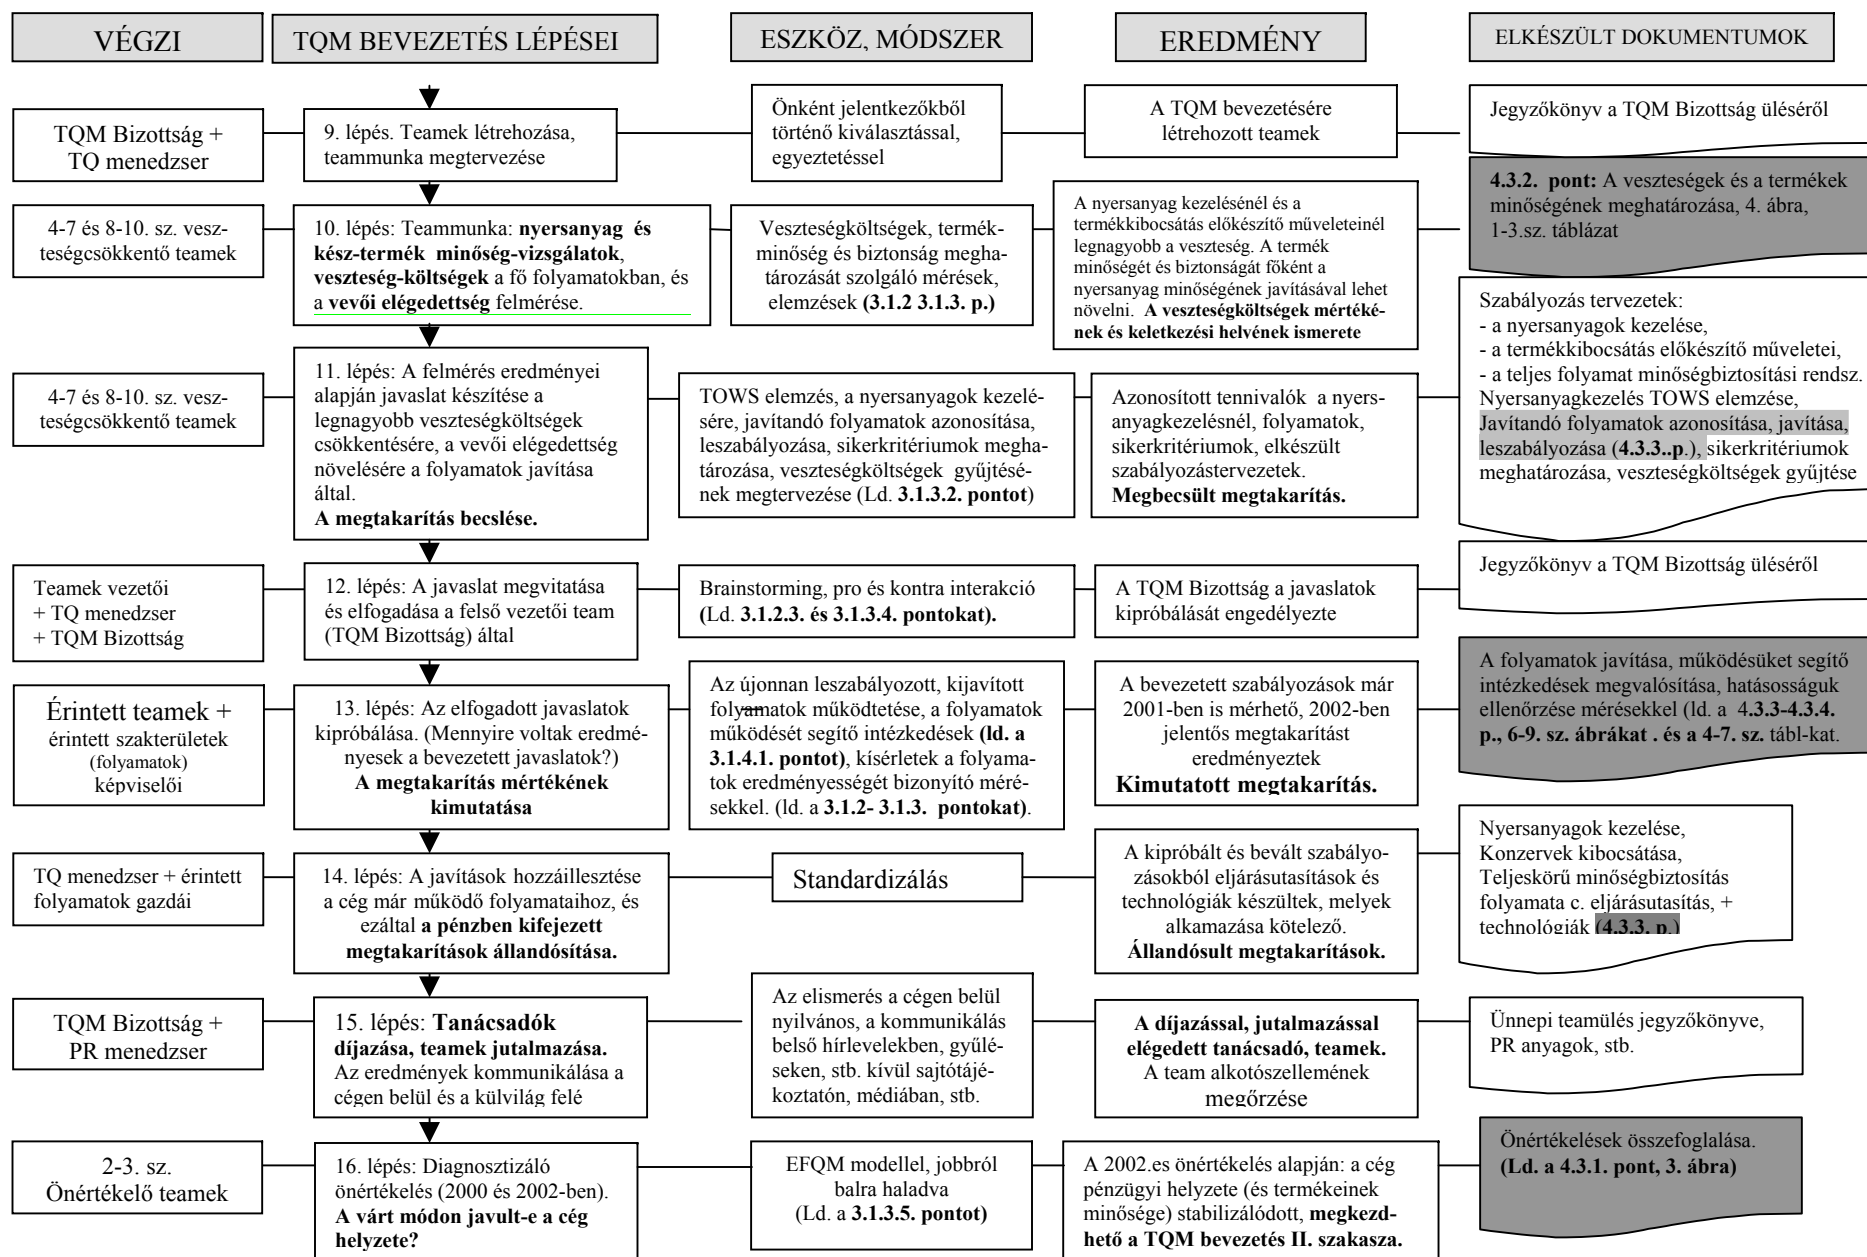 VÉGZI
TQM BEVEZETÉS LÉPÉSEI
ESZKÖZ, MÓDSZER
EREDMÉNY
ELKÉSZÜLT DOKUMENTUMOK
TQM Bizottság +
TQ menedzser
9. lépés. Teamek létrehozása,
teammunka megtervezése
Önként jelentkezőkből
történő kiválasztással,
egyeztetéssel
A TQM bevezetésére
létrehozott teamek
Jegyzőkönyv a TQM Bizottság üléséről
4-7 és 8-10. sz. vesz-
teségcsökkentő teamek
10. lépés: Teammunka: nyersanyag és
kész-termék minőség-vizsgálatok,
veszteség-költségek a fő folyamatokban, és
a vevői elégedettség felmérése.
Veszteségköltségek, termék-
minőség és biztonság megha-
tározását szolgáló mérések,
elemzések (3.1.2 3.1.3. p.)
A nyersanyag kezelésénél és a
termékkibocsátás előkészítő műveleteinél
legnagyobb a veszteség. A termék
minőségét és biztonságát főként a
nyersanyag minőségének javításával lehet
növelni. A veszteségköltségek mértéké-
nek és keletkezési helyének ismerete
4.3.2. pont: A veszteségek és a termékek
minőségének meghatározása, 4. ábra,
1-3.sz. táblázat
4-7 és 8-10. sz. vesz-
teségcsökkentő teamek
11. lépés: A felmérés eredményei
alapján javaslat készítése a
legnagyobb veszteségköltségek
csökkentésére, a vevői elégedettség
növelésére a folyamatok javítása
által.
A megtakarítás becslése.
TOWS elemzés, a nyersanyagok kezelé-
sére, javítandó folyamatok azonosítása,
leszabályozása, sikerkritériumok megha-
tározása, veszteségköltségek gyűjtésé-
nek megtervezése (Ld. 3.1.3.2. pontot)
Azonosított tennivalók a nyers-
anyagkezelésnél, folyamatok,
sikerkritériumok, elkészült
szabályozástervezetek.
Megbecsült megtakarítás.
Szabályozás tervezetek:
- a nyersanyagok kezelése,
- a termékkibocsátás előkészítő műveletei,
- a teljes folyamat minőségbiztosítási rendsz.
Nyersanyagkezelés TOWS elemzése,
Javítandó folyamatok azonosítása, javítása,
leszabályozása (4.3.3..p.), sikerkritériumok
meghatározása, veszteségköltségek gyűjtése
Teamek vezetői
+ TQ menedzser
+ TQM Bizottság
12. lépés: A javaslat megvitatása
és elfogadása a felső vezetői team
(TQM Bizottság) által
Brainstorming, pro és kontra interakció
(Ld. 3.1.2.3. és 3.1.3.4. pontokat).
A TQM Bizottság a javaslatok
kipróbálását engedélyezte
Jegyzőkönyv a TQM Bizottság üléséről
Érintett teamek +
érintett szakterületek
(folyamatok)
képviselői
13. lépés: Az elfogadott javaslatok
kipróbálása. (Mennyire voltak eredmé-
nyesek a bevezetett javaslatok?)
A megtakarítás mértékének
kimutatása
Az újonnan leszabályozott, kijavított
folyamatok működtetése, a folyamatok
működését segítő intézkedések (ld. a
3.1.4.1. pontot), kísérletek a folyama-
tok eredményességét bizonyító méré-
sekkel. (ld. a 3.1.2- 3.1.3. pontokat).
A bevezetett szabályozások már
2001-ben is mérhető, 2002-ben
jelentős megtakarítást
eredményeztek
Kimutatott megtakarítás.
A folyamatok javítása, működésüket segítő
intézkedések megvalósítása, hatásosságuk
ellenőrzése mérésekkel (ld. a 4.3.3-4.3.4.
p., 6-9. sz. ábrákat . és a 4-7. sz. tábl-kat.
TQ menedzser + érintett
folyamatok gazdái
14. lépés: A javítások hozzáillesztése
a cég már működő folyamataihoz, és
ezáltal a pénzben kifejezett
megtakarítások állandósítása.
Standardizálás
A kipróbált és bevált szabályo-
zásokból eljárásutasítások és
technológiák készültek, melyek
alkamazása kötelező.
Állandósult megtakarítások.
Nyersanyagok kezelése,
Konzervek kibocsátása,
Teljeskörű minőségbiztosítás
folyamata c. eljárásutasítás, +
technológiák (4.3.3. p.)
TQM Bizottság +
PR menedzser
15. lépés: Tanácsadók
díjazása, teamek jutalmazása.
Az eredmények kommunikálása a
cégen belül és a külvilág felé
Az elismerés a cégen belül
nyilvános, a kommunikálás
belső hírlevelekben, gyűlé-
seken, stb. kívül sajtótájé-
koztatón, médiában, stb.
A díjazással, jutalmazással
elégedett tanácsadó, teamek.
A team alkotószellemének
megőrzése
Ünnepi teamülés jegyzőkönyve,
PR anyagok, stb.
2-3. sz.
Önértékelő teamek
16. lépés: Diagnosztizáló
önértékelés (2000 és 2002-ben).
A várt módon javult-e a cég
helyzete?
EFQM modellel, jobbról
balra haladva
(Ld. a 3.1.3.5. pontot)
A 2002.es önértékelés alapján: a cég
pénzügyi helyzete (és termékeinek
minősége) stabilizálódott, megkezd-
hető a TQM bevezetés II. szakasza.
Önértékelések összefoglalása.
(Ld. a 4.3.1. pont, 3. ábra)